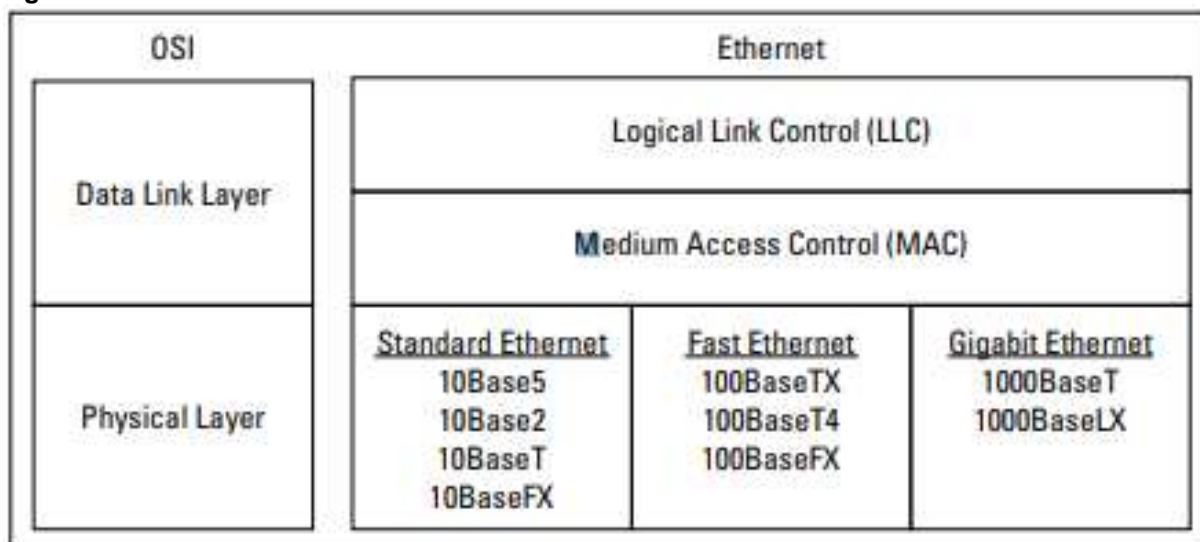 OSI
Ethernet
Data Link Layer
Logical Link Control (LLC)
Medium Access Control (MAC)
Physical Layer
Standard Ethernet
10Base5
10Base2
10BaseT
10BaseFX
Fast Ethernet
100BaseTX
100BaseT4
100BaseFX
Gigabit Ethernet
1000BaseT
1000BaseLX